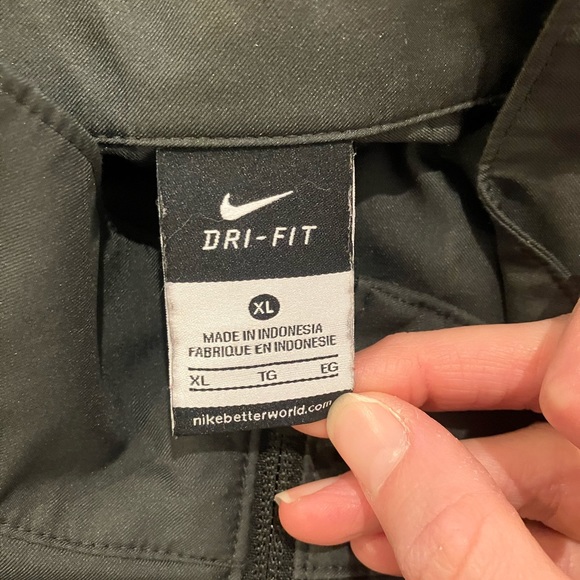 DRI-FIT
XL
MADE IN INDONESIA
FABRIQUE EN INDONESIE
XL TG EG
nikebetterworld.com